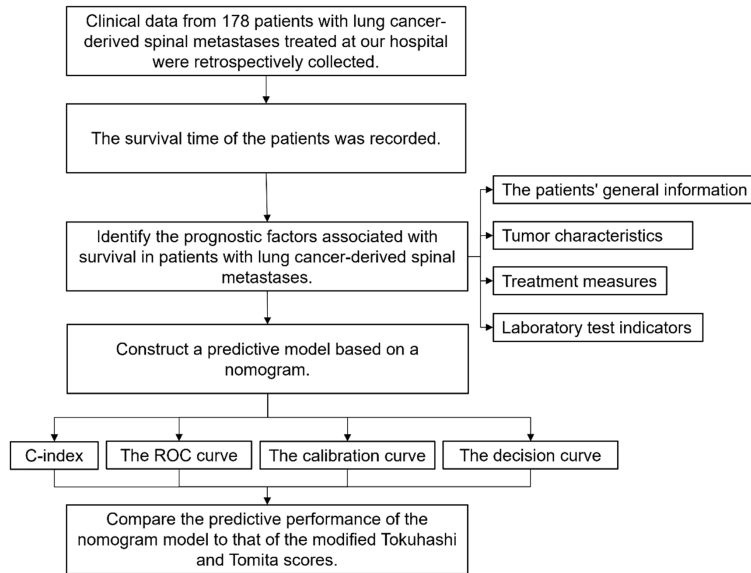 Clinical data from 178 patients with lung cancer-
derived spinal metastases treated at our hospital
were retrospectively collected.
The survival time of the patients was recorded.
Identify the prognostic factors associated with
survival in patients with lung cancer-derived spinal
metastases.
The patients' general information
Tumor characteristics
Treatment measures
Laboratory test indicators
Construct a predictive model based on a
nomogram.
C-index
The ROC curve
The calibration curve
The decision curve
Compare the predictive performance of the
nomogram model to that of the modified Tokuhashi
and Tomita scores.